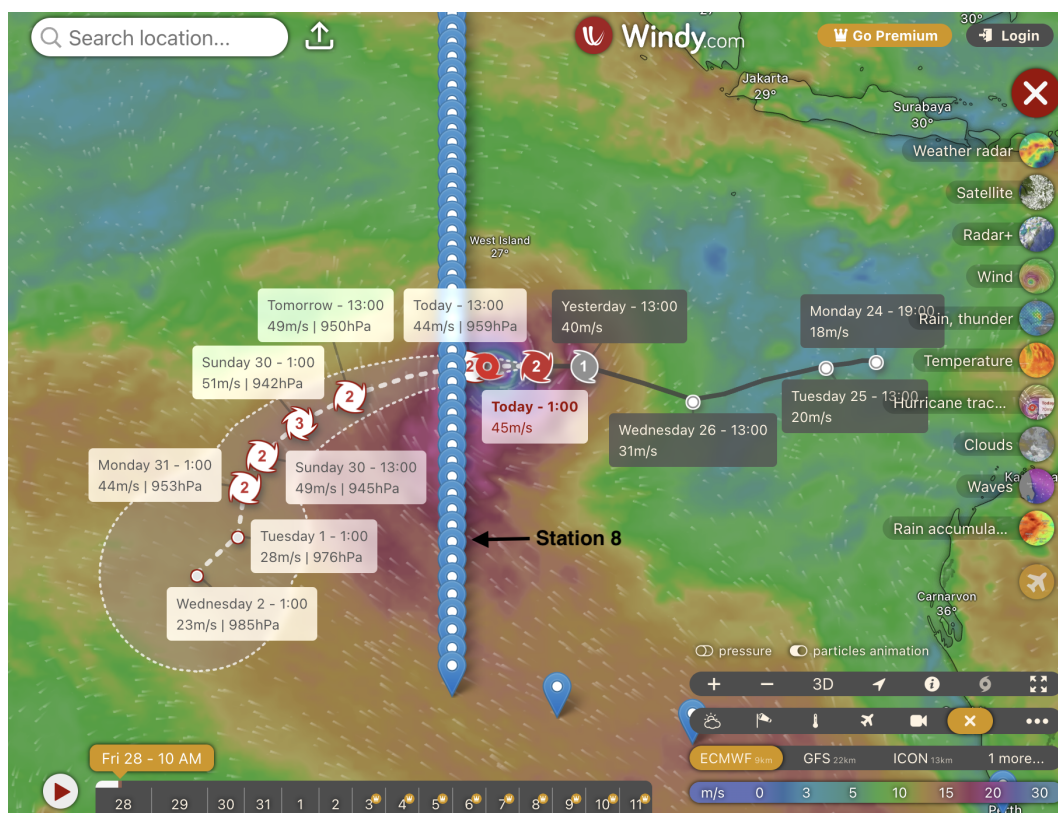 Search location...
Windy.com
Go Premium
Login
27
30°
Jakarta
29°
Surabaya
30°
Weather radar
Satellite
Radar+
Wind
Rain, thunder
Temperature
Hurricane trac...
Clouds
Waves
Rain accumula...
West Island
27°
Tomorrow - 13:00
49m/s | 950hPa
Today - 13:00
44m/s | 959hPa
Yesterday - 13:00
40m/s
Monday 24 - 19:00
18m/s
Sunday 30 - 1:00
51m/s | 942hPa
2
2
1
2
3
2
2
Today - 1:00
45m/s
Tuesday 25 - 13:00
20m/s
Wednesday 26 - 13:00
31m/s
Monday 31 - 1:00
44m/s | 953hPa
Sunday 30 - 13:00
49m/s | 945hPa
Tuesday 1 - 1:00
28m/s | 976hPa
Station 8
Wednesday 2 - 1:00
23m/s | 985hPa
Carnarvon
36°
pressure
particles animation
+ − 3D
Fri 28 - 10 AM
ECMWF 9km GFS 22km ICON 13km 1 more...
28 29 30 31 1 2 3 4 5 6 7 8 9 10 11
m/s 0 3 5 10 15 20 30
Perth